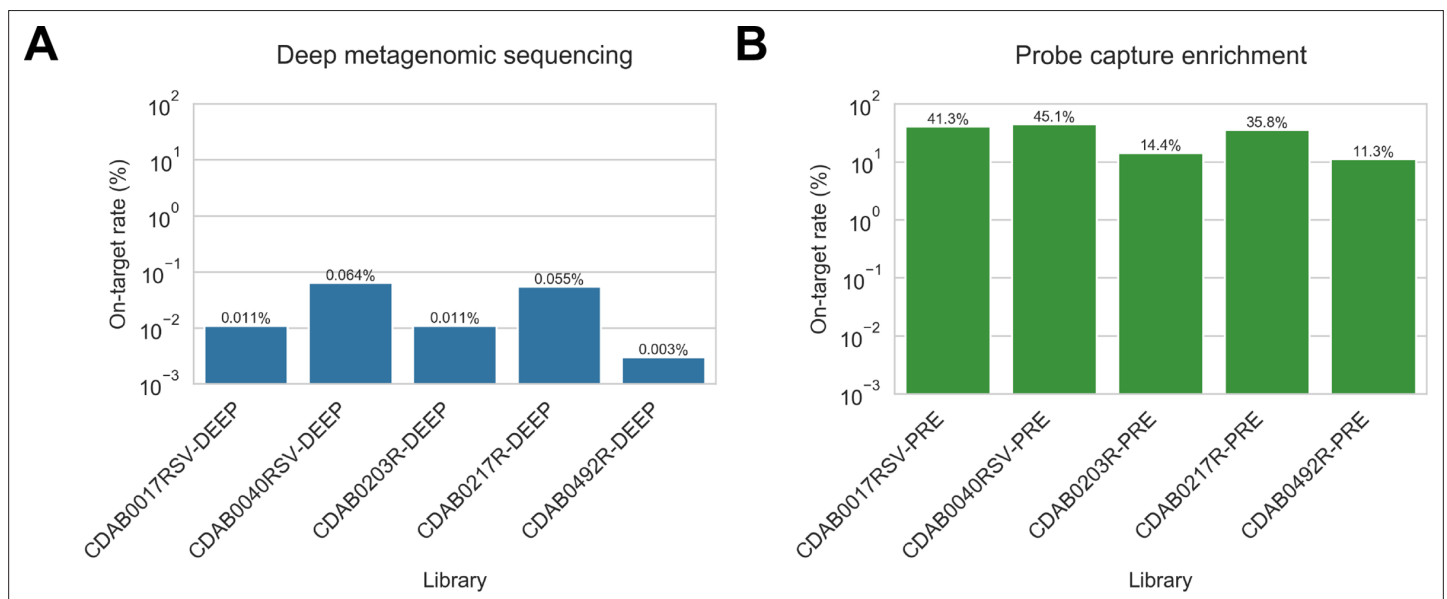 A
Deep metagenomic sequencing
On-target rate (%)
10^2
10^1
10^0
10^−1
10^−2
10^−3
0.011%
0.064%
0.011%
0.055%
0.003%
CDAB0017RSV-DEEP
CDAB0040RSV-DEEP
CDAB0203R-DEEP
CDAB0217R-DEEP
CDAB0492R-DEEP
Library
B
Probe capture enrichment
On-target rate (%)
10^2
10^1
10^0
10^−1
10^−2
10^−3
41.3%
45.1%
14.4%
35.8%
11.3%
CDAB0017RSV-PRE
CDAB0040RSV-PRE
CDAB0203R-PRE
CDAB0217R-PRE
CDAB0492R-PRE
Library